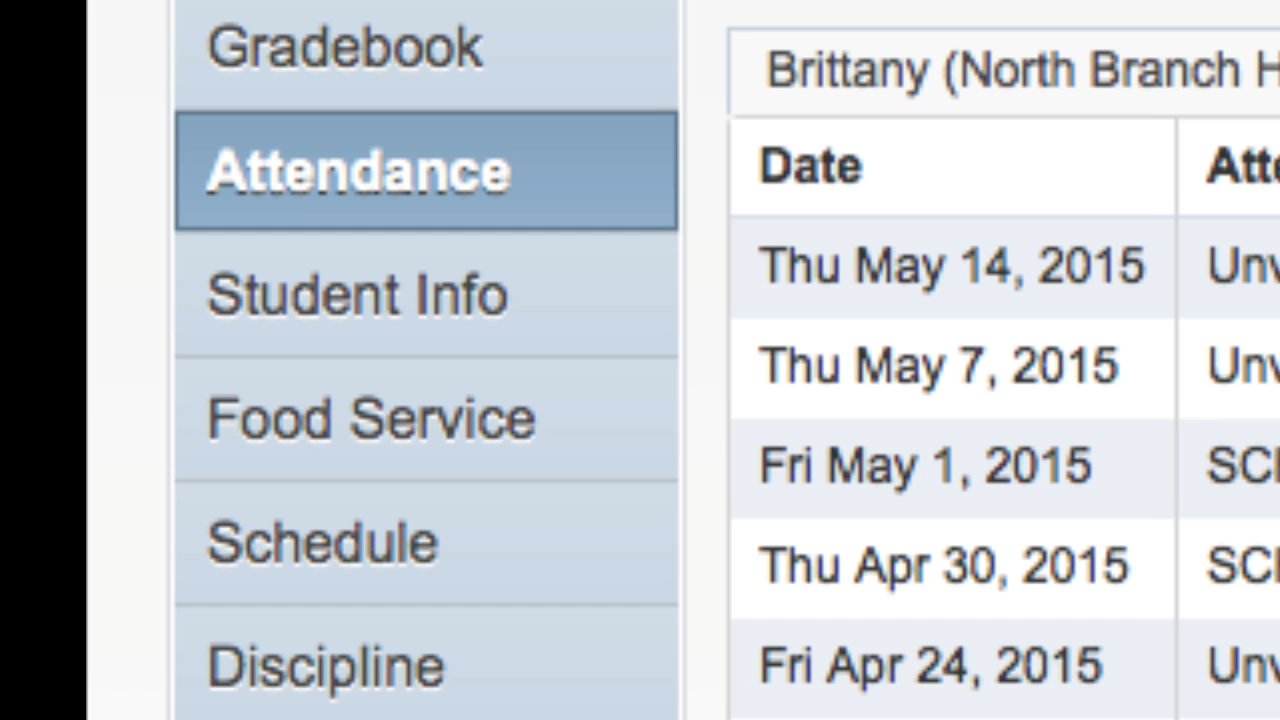 Gradebook
Attendance
Student Info
Food Service
Schedule
Discipline
Brittany (North Branch
Date
Thu May 14, 2015
Thu May 7, 2015
Fri May 1, 2015
Thu Apr 30, 2015
Fri Apr 24, 2015